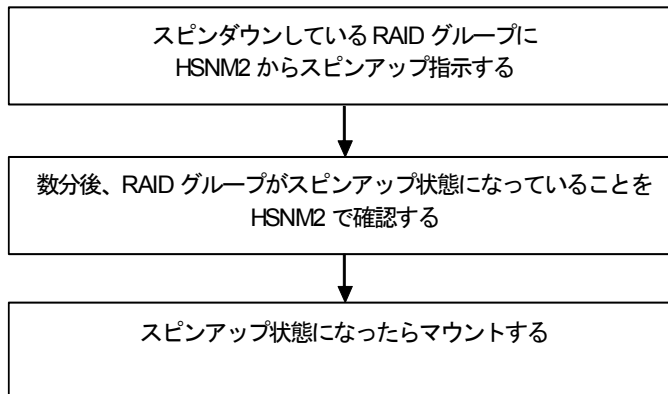 スピンダウンしている RAID グループに
HSNM2 からスピンアップ指示する
数分後、RAID グループがスピンアップ状態になっていることを
HSNM2 で確認する
スピンアップ状態になったらマウントする